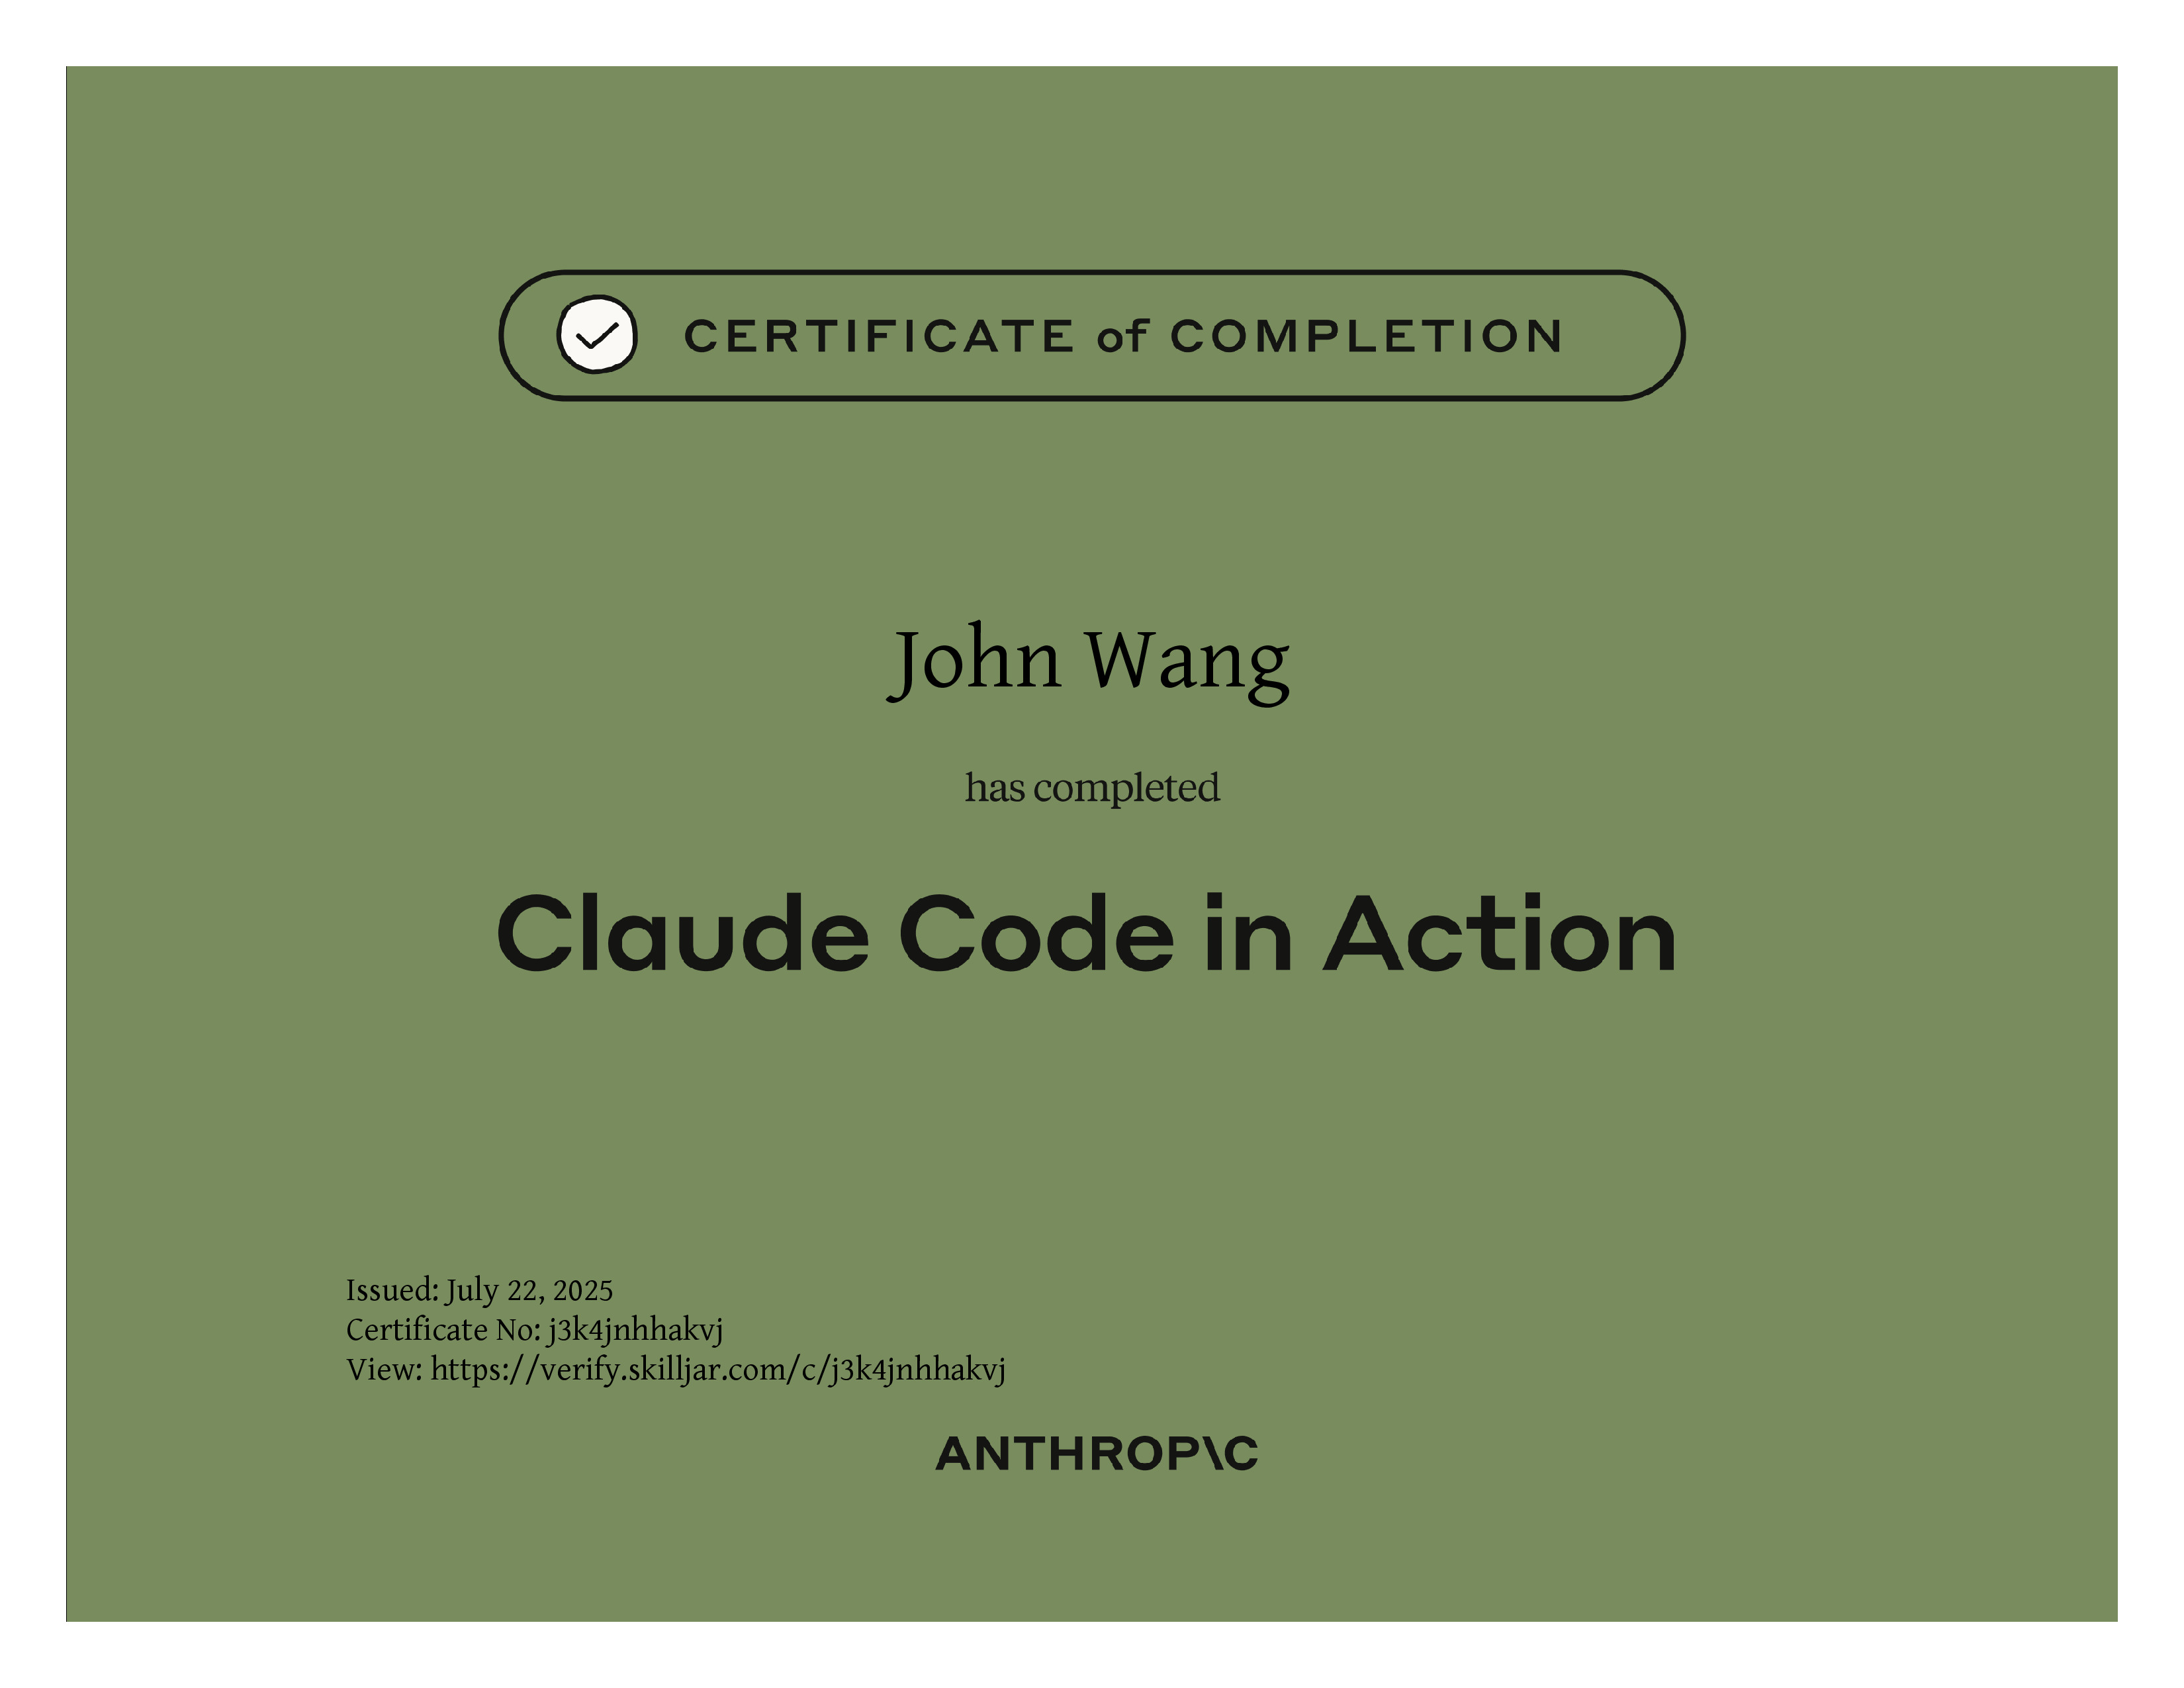 CERTIFICATE of COMPLETION
John Wang
has completed
Claude Code in Action
Issued: July 22, 2025
Certificate No: j3k4jnhhakvj
View: https://verify.skilljar.com/c/j3k4jnhhakvj
ANTHROP\C